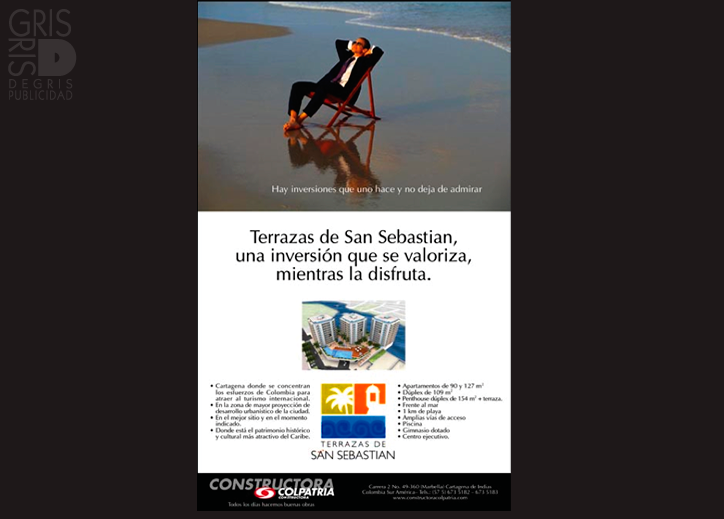 GRIS
GRIS
D
DEGRIS
PUBLICIDAD
Hay inversiones que uno hace y no deja de admirar
Terrazas de San Sebastian,
una inversión que se valoriza,
mientras la disfruta.
• Cartagena donde se concentran
los esfuerzos de Colombia para
atraer al turismo internacional.
• En la zona de mayor proyección de
desarrollo urbanístico de la ciudad.
• En el mejor sitio y en el momento
indicado.
• Donde está el patrimonio histórico
y cultural más atractivo del Caribe.
TERRAZAS DE
SAN SEBASTIAN
• Apartamentos de 90 y 127 m²
• Dúplex de 109 m²
• Penthouse dúplex de 154 m² + terraza.
• Frente al mar
• 1 km de playa
• Amplias vías de acceso
• Piscina
• Gimnasio dotado
• Centro ejecutivo.
CONSTRUCTORA
COLPATRIA
CONSTRUCTORA
Todos los días hacemos buenas obras
Carrera 2 No. 49-360 (Marbella) Cartagena de Indias
Colombia Sur América - Tels.: (57 5) 673 5182 - 673 5183
www.constructoracolpatria.com